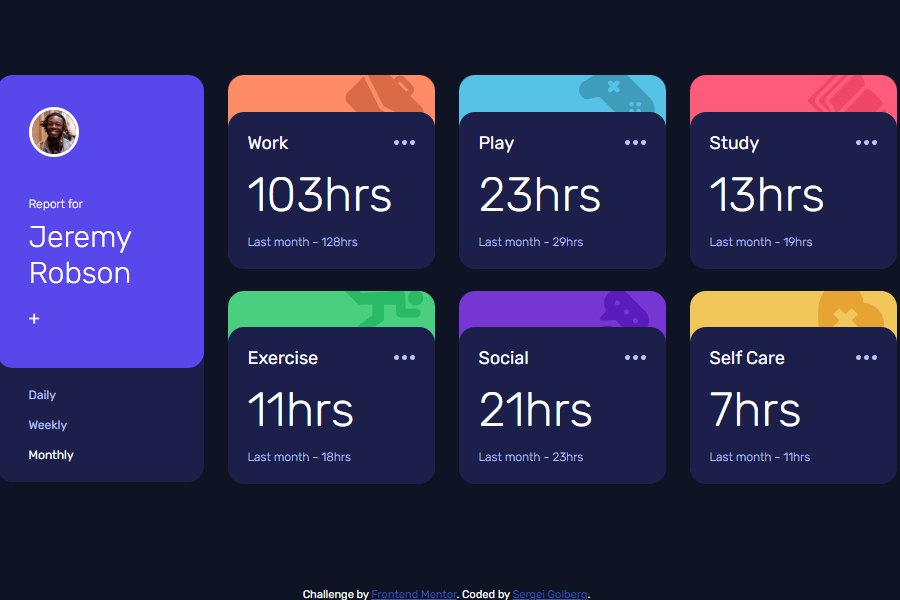 Report for
Jeremy
Robson
+
Daily
Weekly
Monthly
Work
103hrs
Last month - 128hrs
Play
23hrs
Last month - 29hrs
Study
13hrs
Last month - 19hrs
Exercise
11hrs
Last month - 18hrs
Social
21hrs
Last month - 23hrs
Self Care
7hrs
Last month - 11hrs
Challenge by Frontend Mentor. Coded by Sergei Golberg.